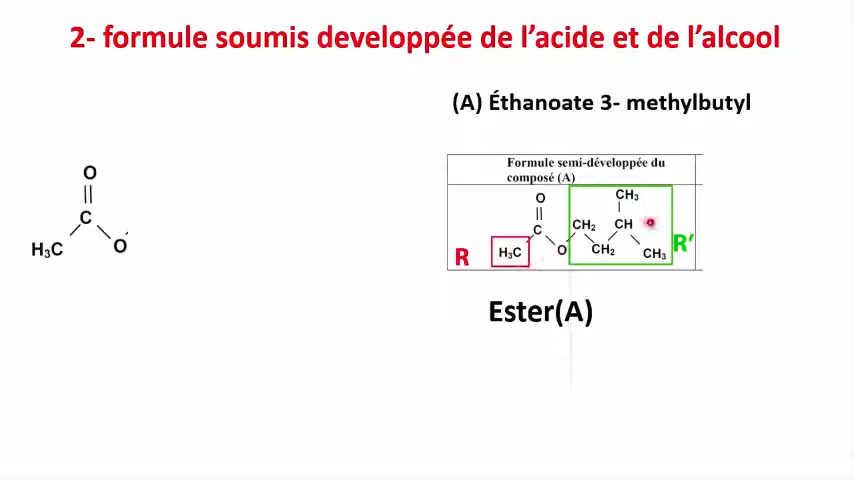 2- formule soumis developpée de l'acide et de l'alcool
(A) Éthanoate 3- methylbutyl
Formule semi-développée du
composé (A)
O
C
H₃C
O
O
C
H₃C
O
CH₂
CH₂
CH
CH₃
CH₃
R
R'
Ester(A)